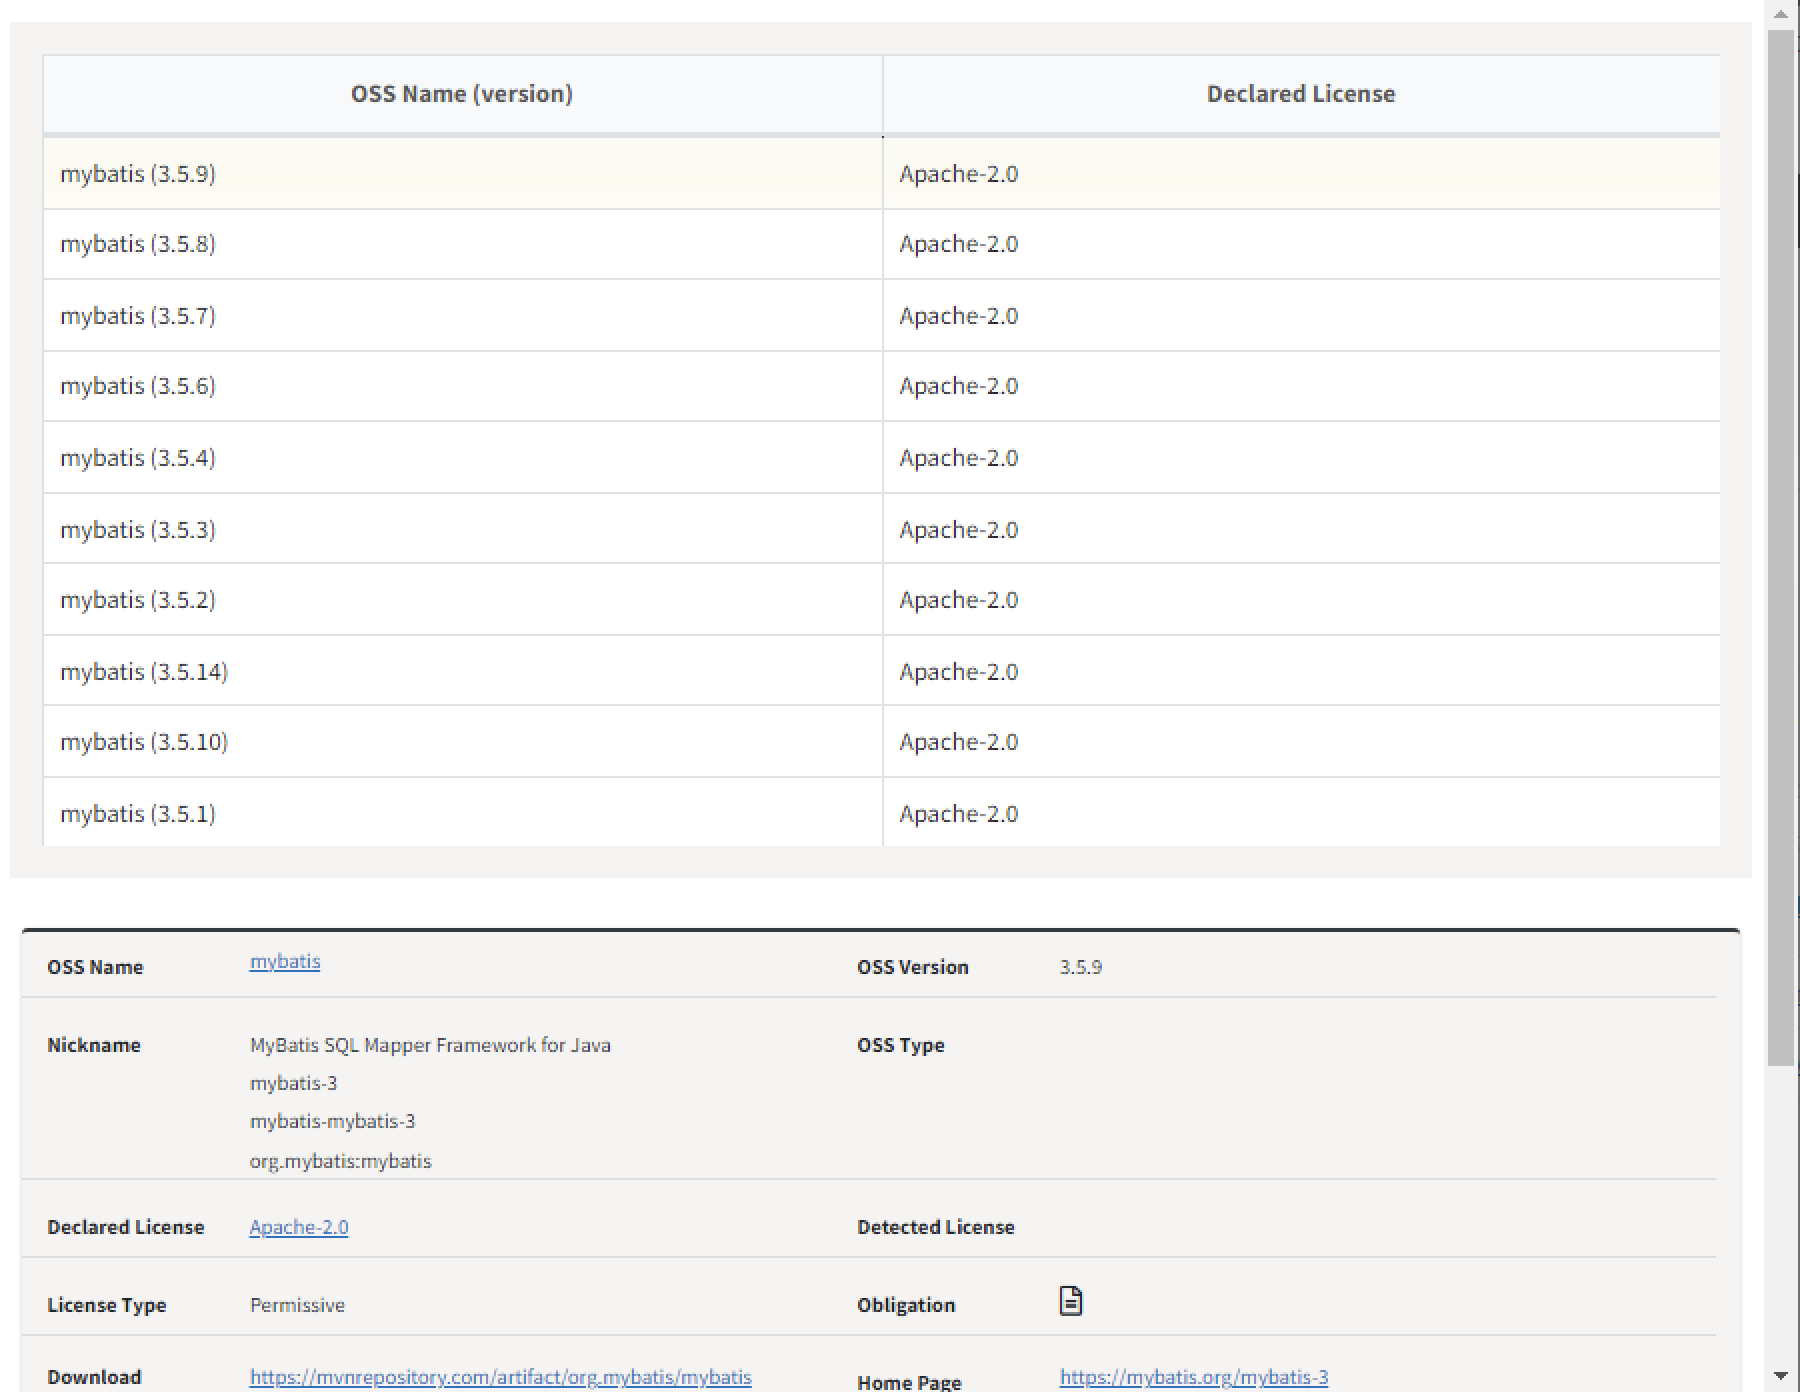 OSS Name (version) Declared License
mybatis (3.5.9) Apache-2.0
mybatis (3.5.8) Apache-2.0
mybatis (3.5.7) Apache-2.0
mybatis (3.5.6) Apache-2.0
mybatis (3.5.4) Apache-2.0
mybatis (3.5.3) Apache-2.0
mybatis (3.5.2) Apache-2.0
mybatis (3.5.14) Apache-2.0
mybatis (3.5.10) Apache-2.0
mybatis (3.5.1) Apache-2.0
OSS Name mybatis OSS Version 3.5.9
Nickname MyBatis SQL Mapper Framework for Java OSS Type
mybatis-3
mybatis-mybatis-3
org.mybatis:mybatis
Declared License Apache-2.0 Detected License
License Type Permissive Obligation
Download https://mvnrepository.com/artifact/org.mybatis/mybatis Home Page https://mybatis.org/mybatis-3